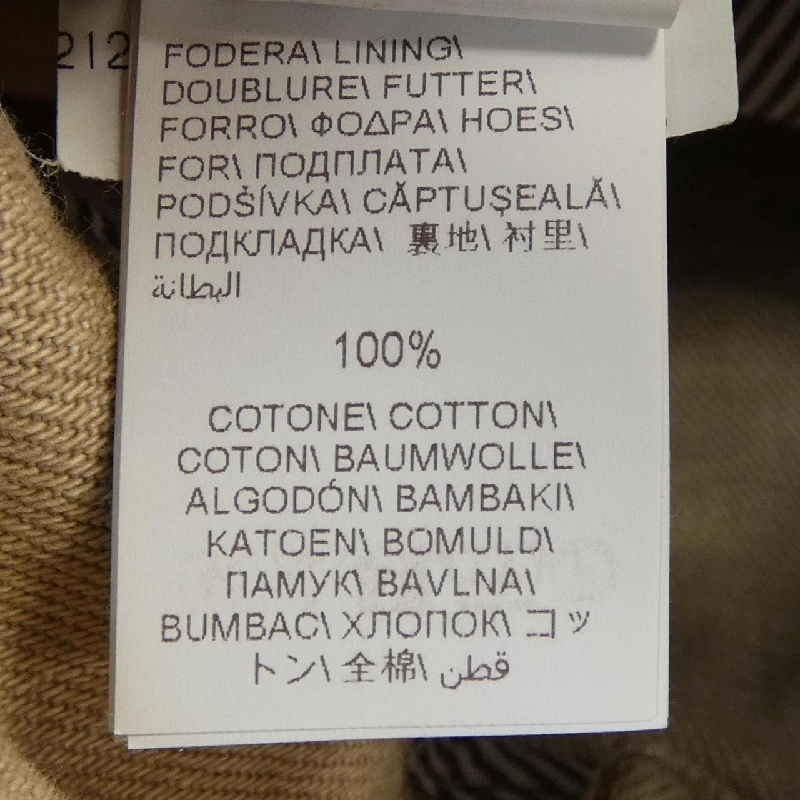 212
FODERA\ LINING\
DOUBLURE\ FUTTER\
FORRO\ ΦΟΔΡΑ\ HOES\
FOR\ ПОДПЛАТА\
PODŠÍVKA\ CĂPTUŞEALĂ\
ПОДКЛАДКА\ 裏地\ 衬里\
البطانة
100%
COTONE\ COTTON\
COTON\ BAUMWOLLE\
ALGODÓN\ BAMBAKI\
KATOEN\ BOMULD\
ПАМУК\ BAVLNA\
BUMBAC\ ХЛОПОК\ コッ
トン\ 全棉\ قطن